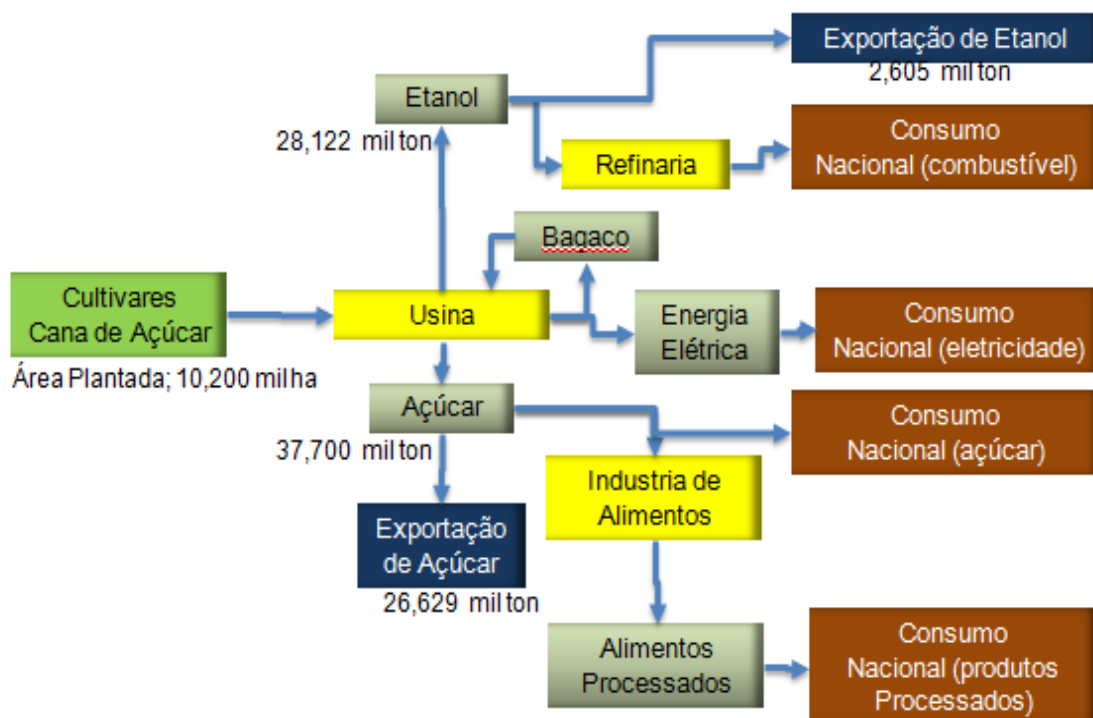 Exportação de Etanol
2,605 mil ton
Etanol
28,122 mil ton
Consumo
Nacional (combustível)
Refinaria
Bagaco
Cultivares
Cana de Açúcar
Área Plantada; 10,200 mil ha
Usina
Energia
Elétrica
Consumo
Nacional (eletricidade)
Açúcar
37,700 mil ton
Consumo
Nacional (açúcar)
Industria de
Alimentos
Exportação
de Açúcar
26,629 mil ton
Alimentos
Processados
Consumo
Nacional (produtos
Processados)